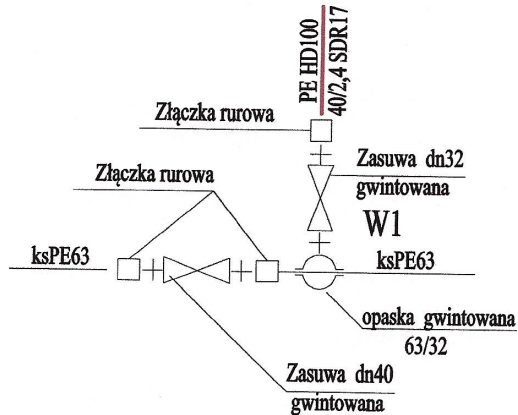 PE HD100
40/2,4 SDR17
Złączka rurowa
Zasuwa dn32
gwintowana
Złączka rurowa
W1
ksPE63
ksPE63
opaska gwintowana
63/32
Zasuwa dn40
gwintowana